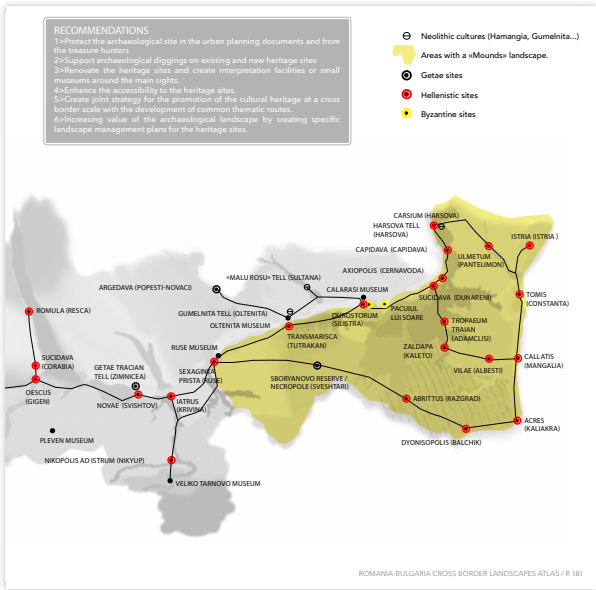 RECOMMENDATIONS
1>Protect the archaeological site in the urban planning documents and from
the treasure hunters
2>Support archaeological diggings on existing and new heritage sites
3>Renovate the heritage sites and create interpretation facilities or small
museums around the main sights.
4>Enhance the accessibility to the heritage sites.
5>Create joint strategy for the promotion of the cultural heritage at a cross
border scale with the development of common thematic routes.
6>Increasing value of the archaeological landscape by creating specific
landscape management plans for the heritage sites.
Neolithic cultures (Hamangia, Gumelnita...)
Areas with a «Mounds» landscape.
Getae sites
Hellenistic sites
Byzantine sites
CARSIUM (HARSOVA)
HARSOVA TELL
(HARSOVA)
ISTRIA (ISTRIA )
CAPIDAVA (CAPIDAVA)
ULMETUM
(PANTELIMON)
AXIOPOLIS (CERNAVODA)
«MALU ROSU» TELL (SULTANA)
ARGEDAVA (POPESTI-NOVACI)
CALARASI MUSEUM
SUCIDAVA (DUNARENI)
TOMIS
(CONSTANTA)
ROMULA (RESCA)
GUMELNITA TELL (OLTENITA)
DUROSTORUM
(SILISTRA)
PACUIUL
LUI SOARE
OLTENITA MUSEUM
TROPAEUM
TRAIAN
(ADAMCLISI)
TRANSMARISCA
(TUTRAKAN)
RUSE MUSEUM
ZALDAPA
(KALETO)
SUCIDAVA
(CORABIA)
CALLATIS
(MANGALIA)
GETAE TRACIAN
TELL (ZIMNICEA)
SEXAGINTA
PRISTA (RUSE)
VILAE (ALBESTI)
SBORYANOVO RESERVE /
NECROPOLE (SVESHTARI)
OESCUS
(GIGEN)
NOVAE (SVISHTOV)
IATRUS
(KRIVINA)
ABRITTUS (RAZGRAD)
ACRES
(KALIAKRA)
PLEVEN MUSEUM
DYONISOPOLIS (BALCHIK)
NIKOPOLIS AD ISTRUM (NIKYUP)
VELIKO TARNOVO MUSEUM
ROMANIA-BULGARIA CROSS BORDER LANDSCAPES ATLAS / P. 181